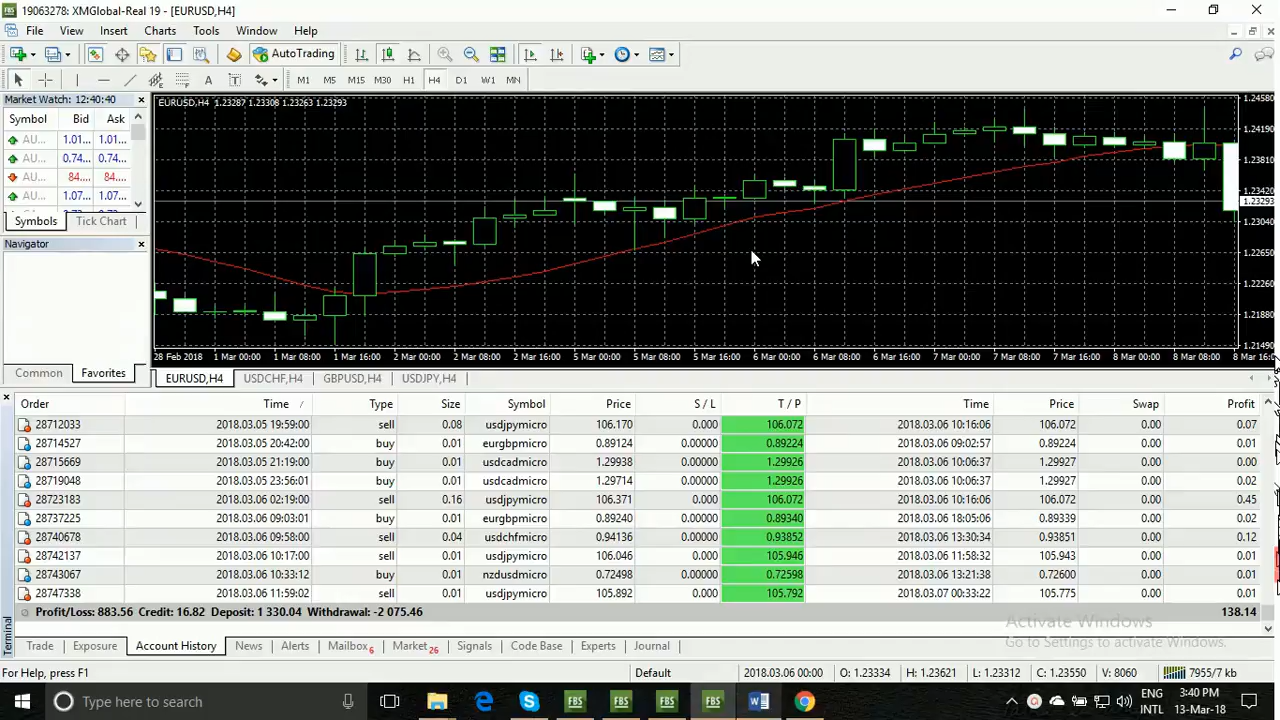 19063278: XMGlobal-Real 19 - [EURUSD,H4]
File View Insert Charts Tools Window Help
AutoTrading
A T M1 M5 M15 M30 H1 H4 D1 W1 MN
Market Watch: 12:40:40
Symbol Bid Ask
AU... 1.01... 1.01...
AU... 0.74... 0.74...
AU... 84.... 84....
AU... 1.07... 1.07...
Symbols Tick Chart
Navigator
Common Favorites
EURUSD,H4 1.23287 1.23308 1.23263 1.23293
1.24580
1.24190
1.23810
1.23420
1.23293
1.23040
1.22650
1.22260
1.21880
1.21490
28 Feb 2018 1 Mar 00:00 1 Mar 08:00 1 Mar 16:00 2 Mar 00:00 2 Mar 08:00 2 Mar 16:00 5 Mar 00:00 5 Mar 08:00 5 Mar 16:00 6 Mar 00:00 6 Mar 08:00 6 Mar 16:00 7 Mar 00:00 7 Mar 08:00 7 Mar 16:00 8 Mar 00:00 8 Mar 08:00 8 Mar 16:00
EURUSD,H4 USDCHF,H4 GBPUSD,H4 USDJPY,H4
Order Time / Type Size Symbol Price S / L T / P Time Price Swap Profit
28712033 2018.03.05 19:59:00 sell 0.08 usdjpymicro 106.170 0.000 106.072 2018.03.06 10:16:06 106.072 0.00 0.07
28714527 2018.03.05 20:42:00 buy 0.01 eurgbpmicro 0.89124 0.00000 0.89224 2018.03.06 09:02:57 0.89224 0.00 0.01
28715669 2018.03.05 21:19:00 buy 0.01 usdcadmicro 1.29938 0.00000 1.29926 2018.03.06 10:06:37 1.29927 0.00 0.00
28719048 2018.03.05 23:56:01 buy 0.01 usdcadmicro 1.29714 0.00000 1.29926 2018.03.06 10:06:37 1.29927 0.00 0.02
28723183 2018.03.06 02:19:00 sell 0.16 usdjpymicro 106.371 0.000 106.072 2018.03.06 10:16:06 106.072 0.00 0.45
28737225 2018.03.06 09:03:01 buy 0.01 eurgbpmicro 0.89240 0.00000 0.89340 2018.03.06 18:05:06 0.89339 0.00 0.02
28740678 2018.03.06 09:58:00 sell 0.04 usdchfmicro 0.94136 0.00000 0.93852 2018.03.06 13:30:34 0.93851 0.00 0.12
28742137 2018.03.06 10:17:00 sell 0.01 usdjpymicro 106.046 0.000 105.946 2018.03.06 11:58:32 105.943 0.00 0.01
28743067 2018.03.06 10:33:12 buy 0.01 nzdusdmicro 0.72498 0.00000 0.72598 2018.03.06 13:21:38 0.72600 0.00 0.01
28747338 2018.03.06 11:59:02 sell 0.01 usdjpymicro 105.892 0.000 105.792 2018.03.07 00:33:22 105.775 0.00 0.01
Profit/Loss: 883.56 Credit: 16.82 Deposit: 1 330.04 Withdrawal: -2 075.46 138.14
Activate Windows
Go to Settings to activate Windows.
Terminal
Trade Exposure Account History News Alerts Mailbox 6 Market 26 Signals Code Base Experts Journal
For Help, press F1 Default 2018.03.06 00:00 O: 1.23334 H: 1.23621 L: 1.23312 C: 1.23550 V: 8060 7955/7 kb
Type here to search FBS FBS FBS FBS ENG INTL 3:40 PM 13-Mar-18